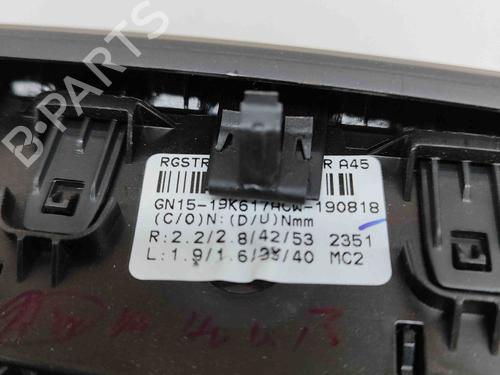 B-PARTS
RGSTR R A45
GN15-19K617ACW-190818
(C/O)N:(D/U)Nmm
R:2.2/2.8/42/53 2351
L:1.9/1.6/38/40 MC2